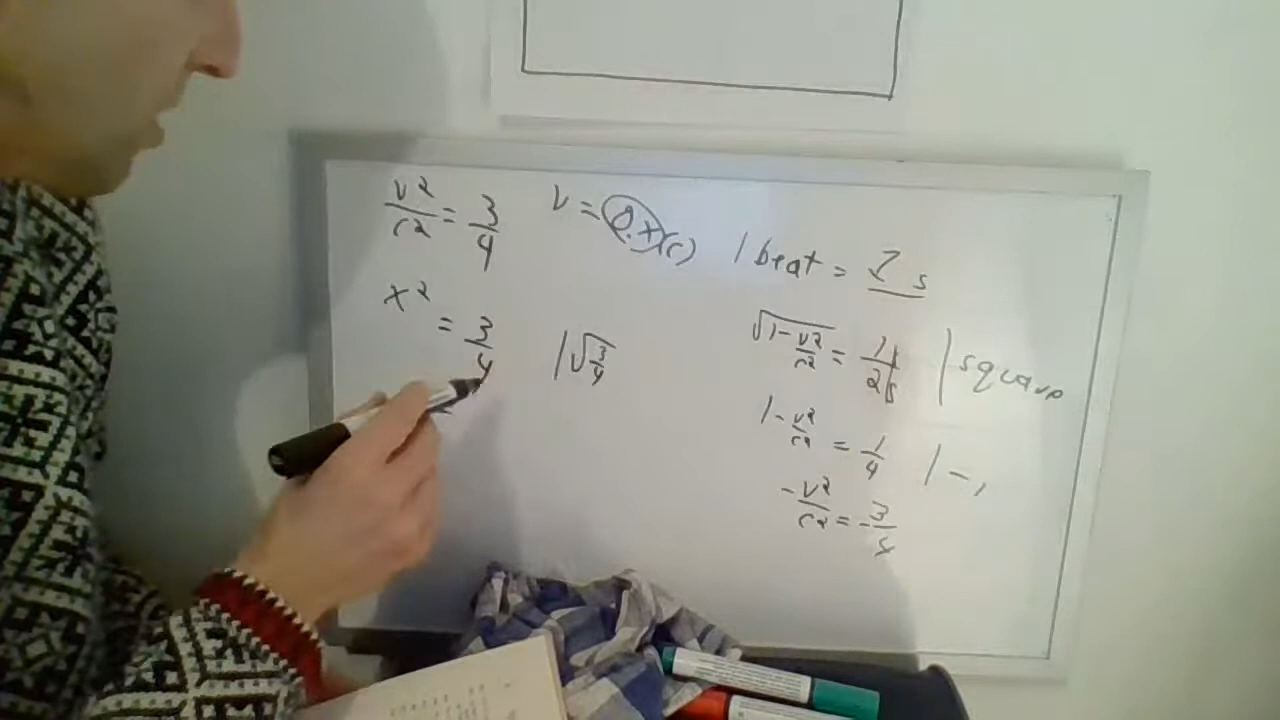 v²/c² = 3/4
v = 0.x(c)
1 beat = 2 s
x² = 3/4 |√3/4
√1-v²/c² = 1/2 | square
1-v²/c² = 1/4 | -1
-v²/c² = -3/4